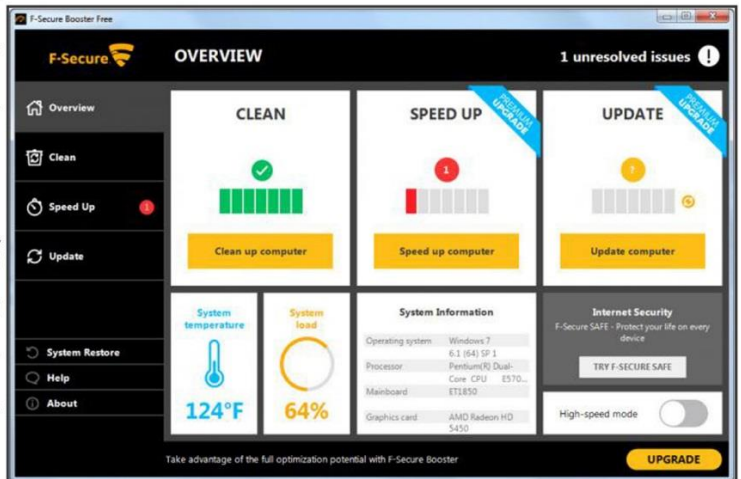 F-Secure Booster Free
F-Secure
OVERVIEW
1 unresolved issues !
Overview
Clean
Speed Up 1
Update
System Restore
Help
About
CLEAN
Clean up computer
SPEED UP
PREMIUM
UPGRADE
1
Speed up computer
UPDATE
PREMIUM
UPGRADE
?
Update computer
System
temperature
124°F
System
load
64%
System Information
Operating system Windows 7
6.1 (64) SP 1
Processor Pentium(R) Dual-
Core CPU E570...
Mainboard ET1850
Graphics card AMD Radeon HD
5450
Internet Security
F-Secure SAFE - Protect your life on every
device
TRY F-SECURE SAFE
High-speed mode
Take advantage of the full optimization potential with F-Secure Booster
UPGRADE